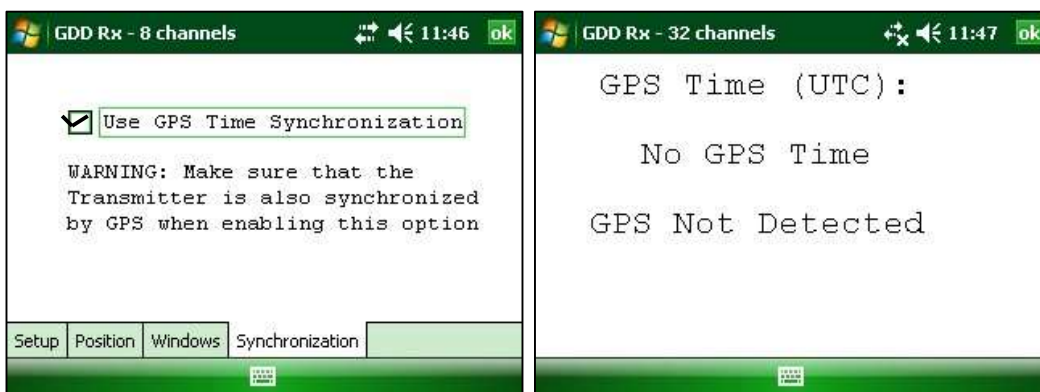 GDD Rx - 8 channels 11:46 ok
Use GPS Time Synchronization
WARNING: Make sure that the
Transmitter is also synchronized
by GPS when enabling this option
Setup Position Windows Synchronization
GDD Rx - 32 channels 11:47 ok
GPS Time (UTC):
No GPS Time
GPS Not Detected